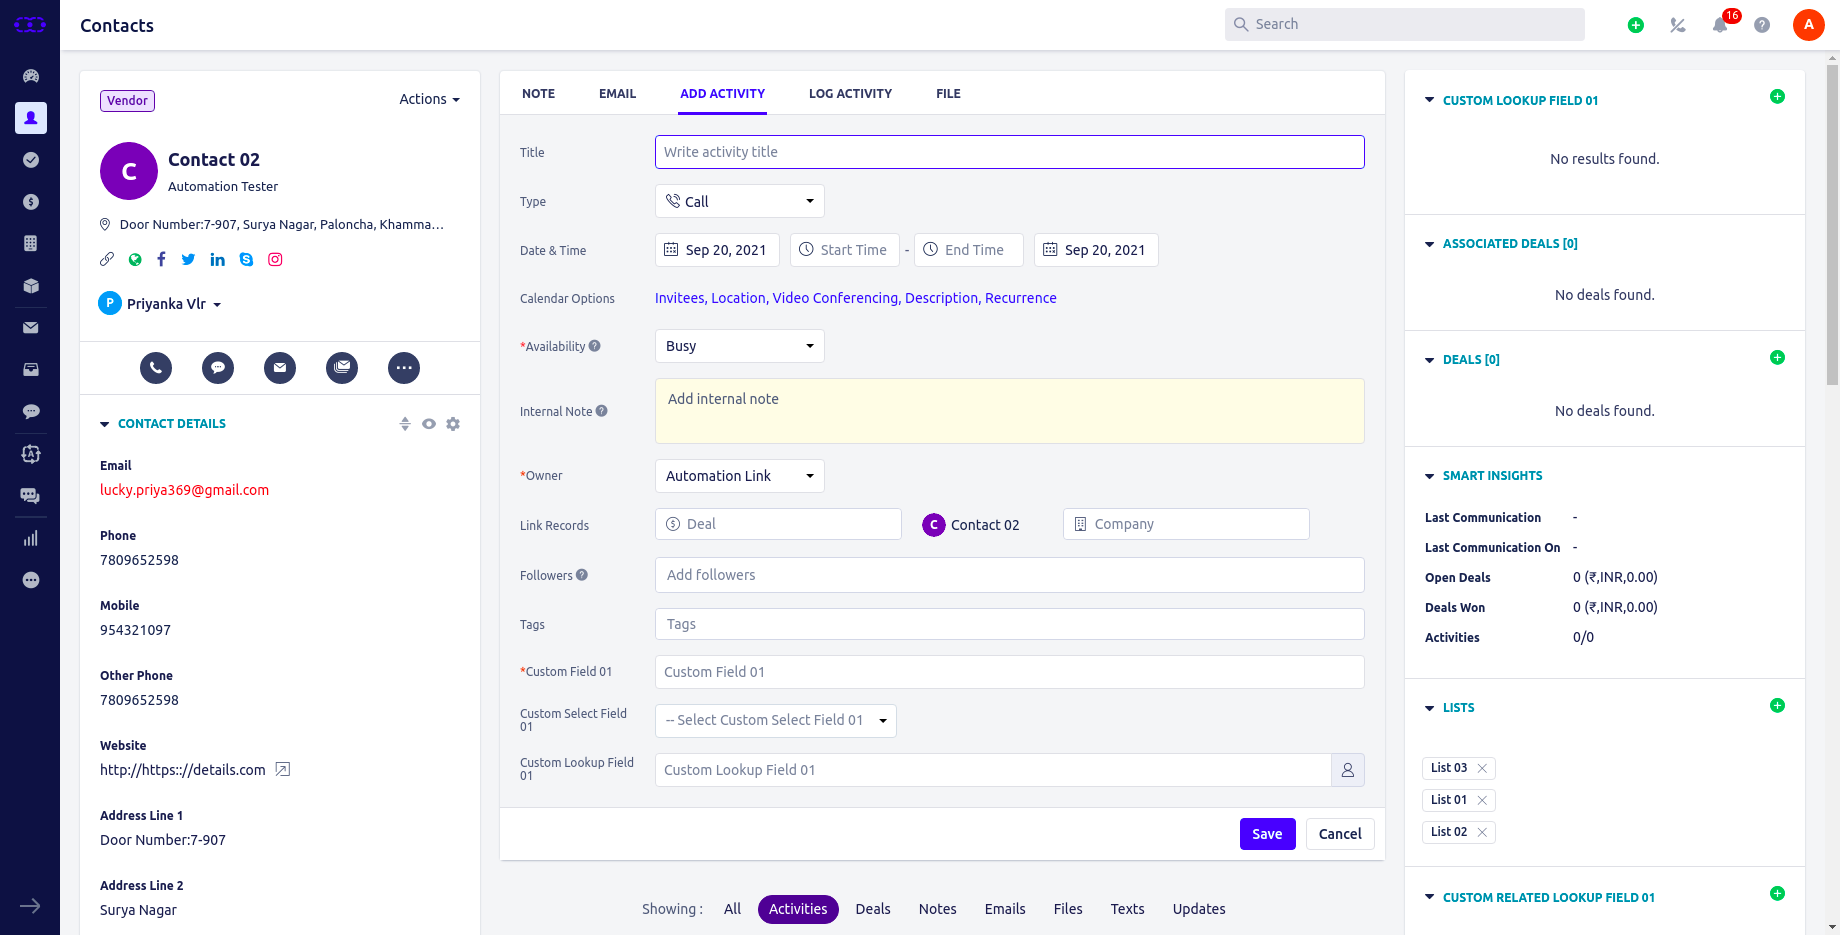 Contacts
Search
16
A
Vendor
Actions
C
Contact 02
Automation Tester
Door Number:7-907, Surya Nagar, Paloncha, Khamma...
P
Priyanka Vlr
CONTACT DETAILS
Email
lucky.priya369@gmail.com
Phone
7809652598
Mobile
954321097
Other Phone
7809652598
Website
http://https:://details.com
Address Line 1
Door Number:7-907
Address Line 2
Surya Nagar
NOTE EMAIL ADD ACTIVITY LOG ACTIVITY FILE
Title
Write activity title
Type
Call
Date & Time
Sep 20, 2021 Start Time - End Time Sep 20, 2021
Calendar Options
Invitees, Location, Video Conferencing, Description, Recurrence
*Availability
Busy
Internal Note
Add internal note
*Owner
Automation Link
Link Records
Deal C Contact 02 Company
Followers
Add followers
Tags
Tags
*Custom Field 01
Custom Field 01
Custom Select Field
01
-- Select Custom Select Field 01
Custom Lookup Field
01
Custom Lookup Field 01
Save Cancel
Showing : All Activities Deals Notes Emails Files Texts Updates
CUSTOM LOOKUP FIELD 01
No results found.
ASSOCIATED DEALS [0]
No deals found.
DEALS [0]
No deals found.
SMART INSIGHTS
Last Communication -
Last Communication On -
Open Deals 0 (₹,INR,0.00)
Deals Won 0 (₹,INR,0.00)
Activities 0/0
LISTS
List 03
List 01
List 02
CUSTOM RELATED LOOKUP FIELD 01